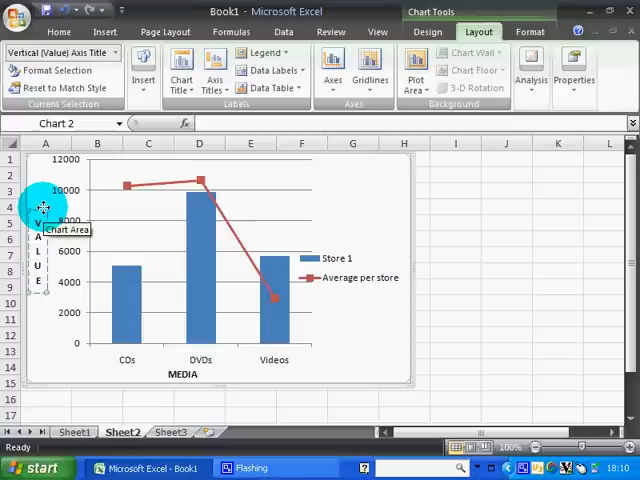 Book1 - Microsoft Excel
Chart Tools
Home Insert Page Layout Formulas Data Review View Design Layout Format
Vertical (Value) Axis Title
Format Selection
Reset to Match Style
Current Selection
Insert
Chart Title
Axis Titles
Legend
Data Labels
Data Table
Labels
Axes
Gridlines
Axes
Plot Area
Chart Wall
Chart Floor
3-D Rotation
Background
Analysis
Properties
Chart 2
fx
A B C D E F G H I J K L
1
2
3
4
5
6
7
8
9
10
11
12
13
14
15
16
17
12000
10000
8000
6000
4000
2000
0
V
A
L
U
E
Chart Area
Store 1
Average per store
CDs DVDs Videos
MEDIA
Sheet1 Sheet2 Sheet3
Ready
100%
start
Microsoft Excel - Book1
Flashing
18:10